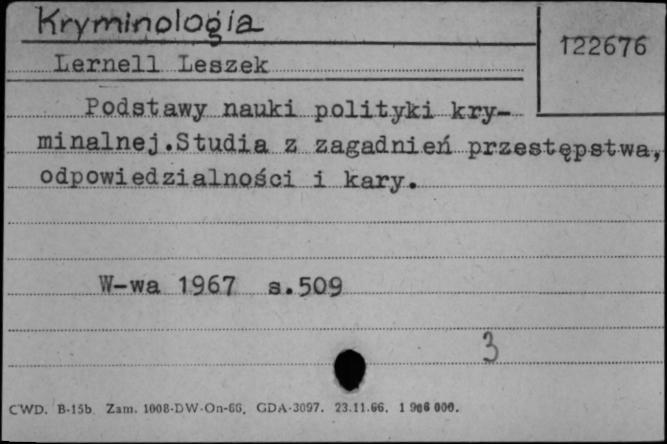 Kryminologia
122676
Lernell Leszek
Podstawy nauki polityki kry-
minalnej.Studia z zagadnień przestępstwa,
odpowiedzialności i kary.
W-wa 1967 s.509
3
CWD. B-15b. Zam. 1008-DW-On-66. GDA-3097. 23.11.66. 1 906 000.